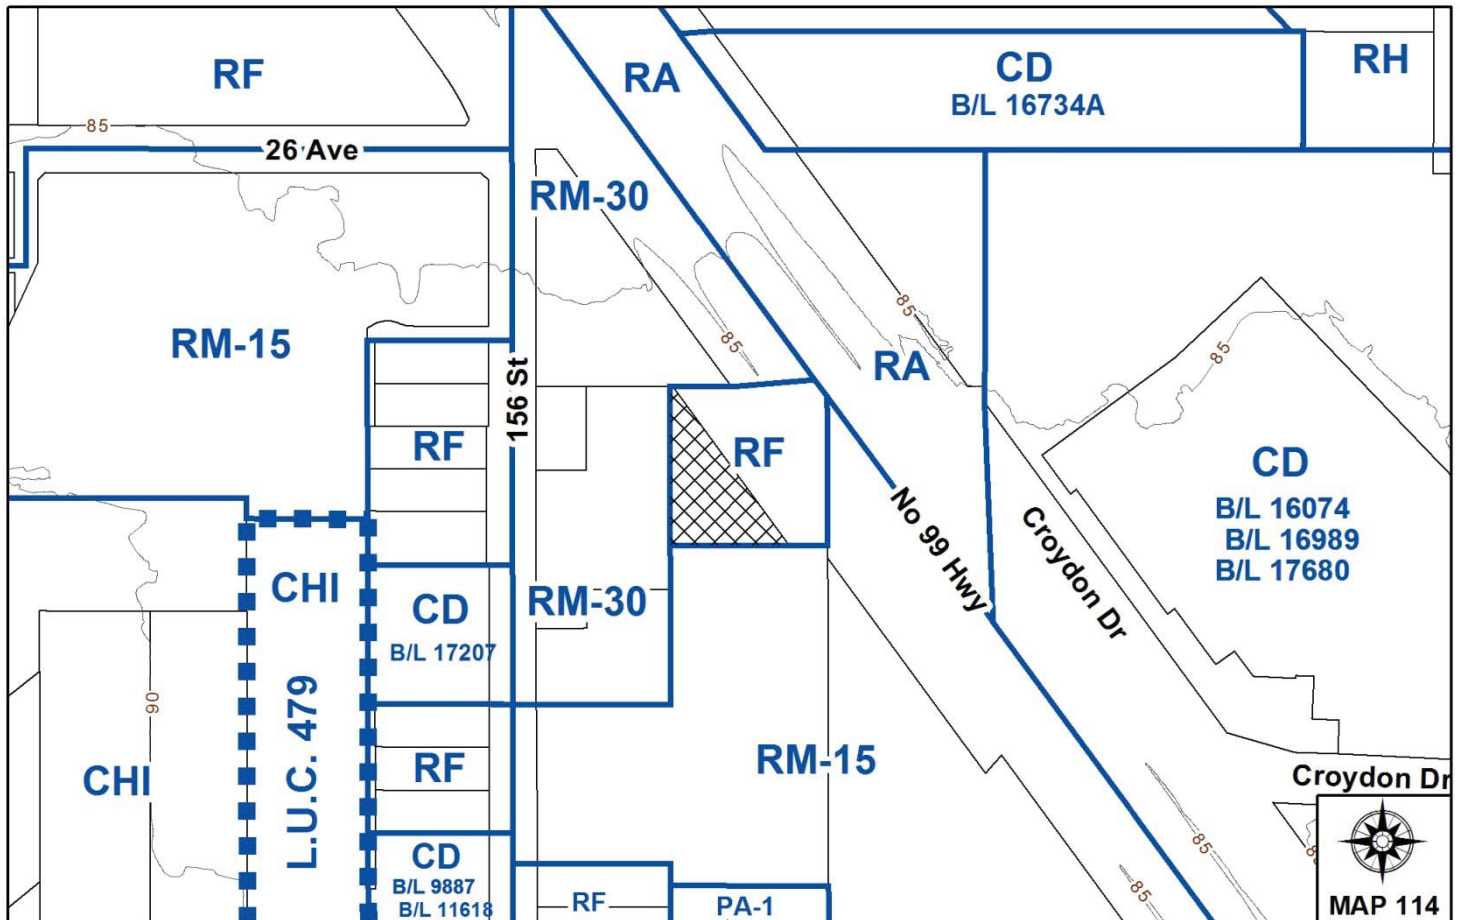 RF
RA
CD
B/L 16734A
RH
85
26 Ave
RM-30
RM-15
85
85
85
RA
156 St
RF
RF
CD
B/L 16074
B/L 16989
B/L 17680
No 99 Hwy
Croydon Dr
CHI
CD
B/L 17207
RM-30
L.U.C. 479
90
CHI
RF
RM-15
Croydon Dr
85
CD
B/L 9887
B/L 11618
RF
PA-1
85
MAP 114